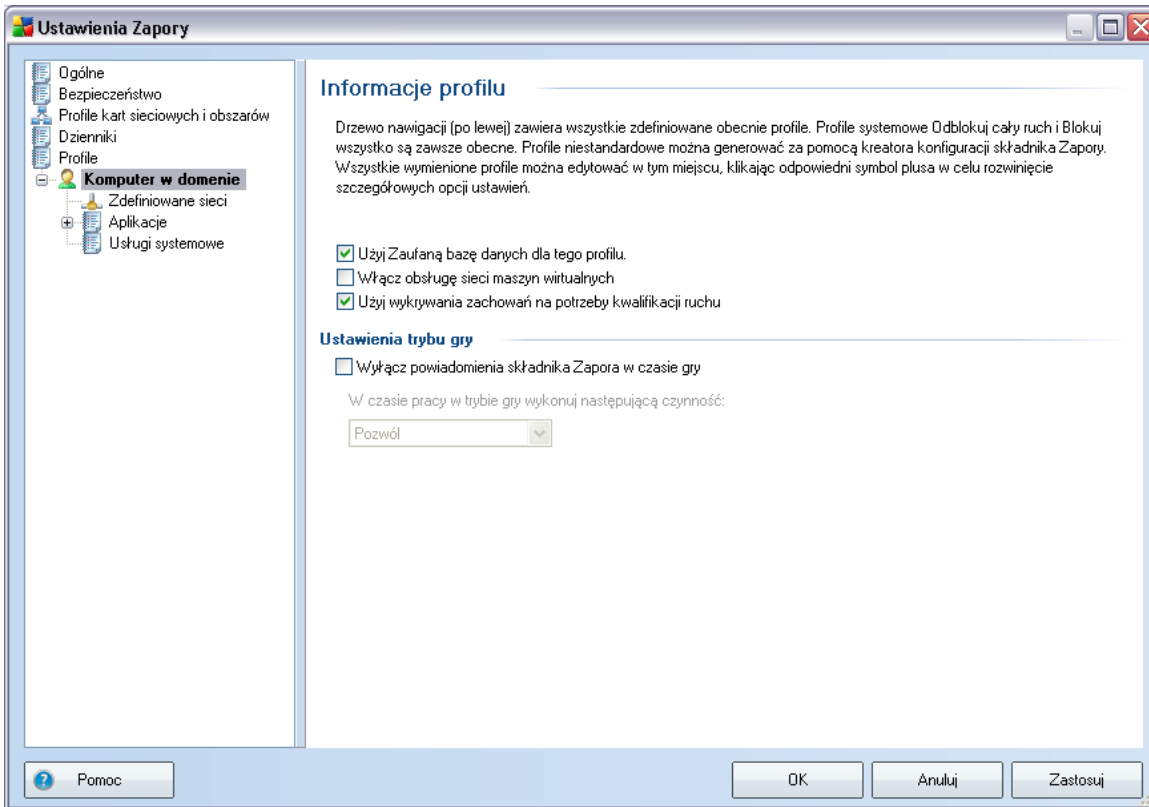 Ustawienia Zapory
Ogólne
Bezpieczeństwo
Profile kart sieciowych i obszarów
Dzienniki
Profile
Komputer w domenie
Zdefiniowane sieci
Aplikacje
Usługi systemowe
Informacje profilu
Drzewo nawigacji (po lewej) zawiera wszystkie zdefiniowane obecnie profile. Profile systemowe Odblokuj cały ruch i Blokuj
wszystko są zawsze obecne. Profile niestandardowe można generować za pomocą kreatora konfiguracji składnika Zapory.
Wszystkie wymienione profile można edytować w tym miejscu, klikając odpowiedni symbol plusa w celu rozwinięcie
szczegółowych opcji ustawień.
Użyj Zaufaną bazę danych dla tego profilu.
Włącz obsługę sieci maszyn wirtualnych
Użyj wykrywania zachowań na potrzeby kwalifikacji ruchu
Ustawienia trybu gry
Wyłącz powiadomienia składnika Zapora w czasie gry
W czasie pracy w trybie gry wykonuj następującą czynność:
Pozwól
Pomoc
OK
Anuluj
Zastosuj